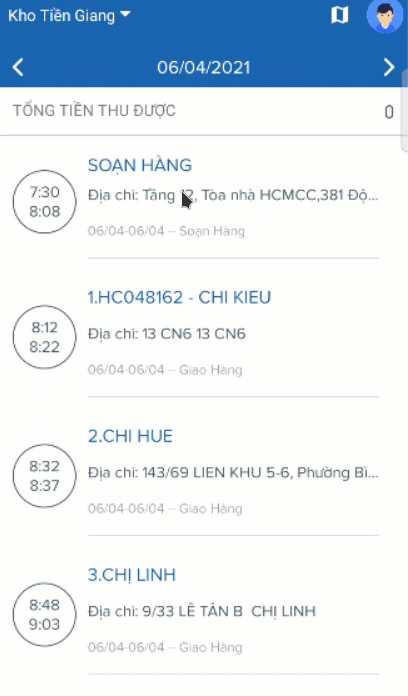 Kho Tiền Giang
06/04/2021
TỔNG TIỀN THU ĐƯỢC 0
SOẠN HÀNG
7:30
8:08
Địa chỉ: Tầng 12, Tòa nhà HCMCC,381 Độ...
06/04-06/04 -- Soạn Hàng
1.HC048162 - CHI KIEU
8:12
8:22
Địa chỉ: 13 CN6 13 CN6
06/04-06/04 -- Giao Hàng
2.CHI HUE
8:32
8:37
Địa chỉ: 143/69 LIEN KHU 5-6, Phường Bì...
06/04-06/04 -- Giao Hàng
3.CHỊ LINH
8:48
9:03
Địa chỉ: 9/33 LÊ TẤN B CHỊ LINH
06/04-06/04 -- Giao Hàng